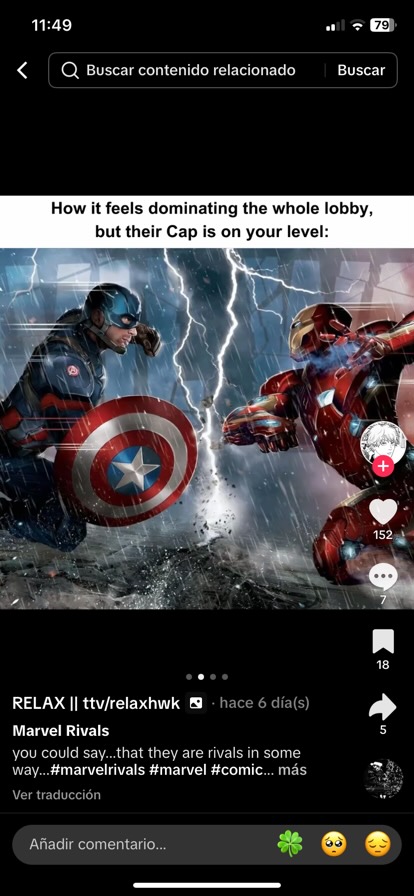 11:49
79
Buscar contenido relacionado
Buscar
How it feels dominating the whole lobby,
but their Cap is on your level:
152
7
18
RELAX || ttv/relaxhwk · hace 6 día(s)
5
Marvel Rivals
you could say...that they are rivals in some
way...#marvelrivals #marvel #comic... más
Ver traducción
Añadir comentario...